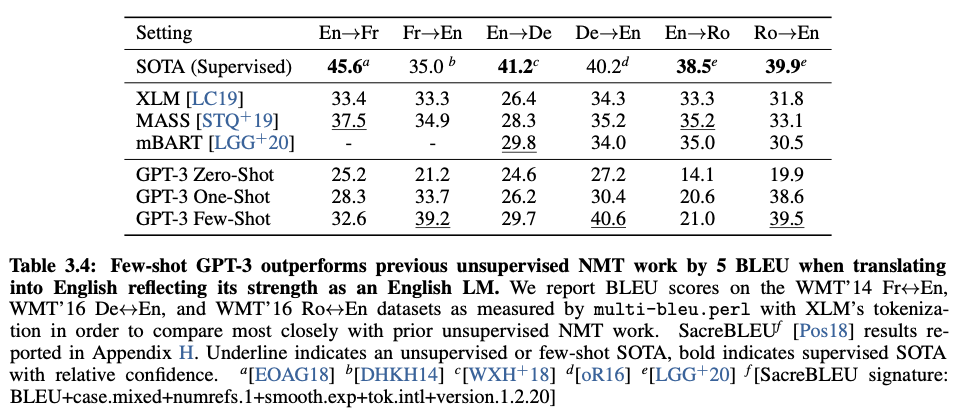 Setting En→Fr Fr→En En→De De→En En→Ro Ro→En
SOTA (Supervised) 45.6ᵃ 35.0 ᵇ 41.2ᶜ 40.2ᵈ 38.5ᵉ 39.9ᵉ
XLM [LC19] 33.4 33.3 26.4 34.3 33.3 31.8
MASS [STQ⁺19] 37.5 34.9 28.3 35.2 35.2 33.1
mBART [LGG⁺20] - - 29.8 34.0 35.0 30.5
GPT-3 Zero-Shot 25.2 21.2 24.6 27.2 14.1 19.9
GPT-3 One-Shot 28.3 33.7 26.2 30.4 20.6 38.6
GPT-3 Few-Shot 32.6 39.2 29.7 40.6 21.0 39.5
Table 3.4: Few-shot GPT-3 outperforms previous unsupervised NMT work by 5 BLEU when translating
into English reflecting its strength as an English LM. We report BLEU scores on the WMT'14 Fr↔En,
WMT'16 De↔En, and WMT'16 Ro↔En datasets as measured by multi-bleu.perl with XLM's tokeniza-
tion in order to compare most closely with prior unsupervised NMT work. SacreBLEUᶠ [Pos18] results re-
ported in Appendix H. Underline indicates an unsupervised or few-shot SOTA, bold indicates supervised SOTA
with relative confidence. ᵃ[EOAG18] ᵇ[DHKH14] ᶜ[WXH⁺18] ᵈ[oR16] ᵉ[LGG⁺20] ᶠ[SacreBLEU signature:
BLEU+case.mixed+numrefs.1+smooth.exp+tok.intl+version.1.2.20]